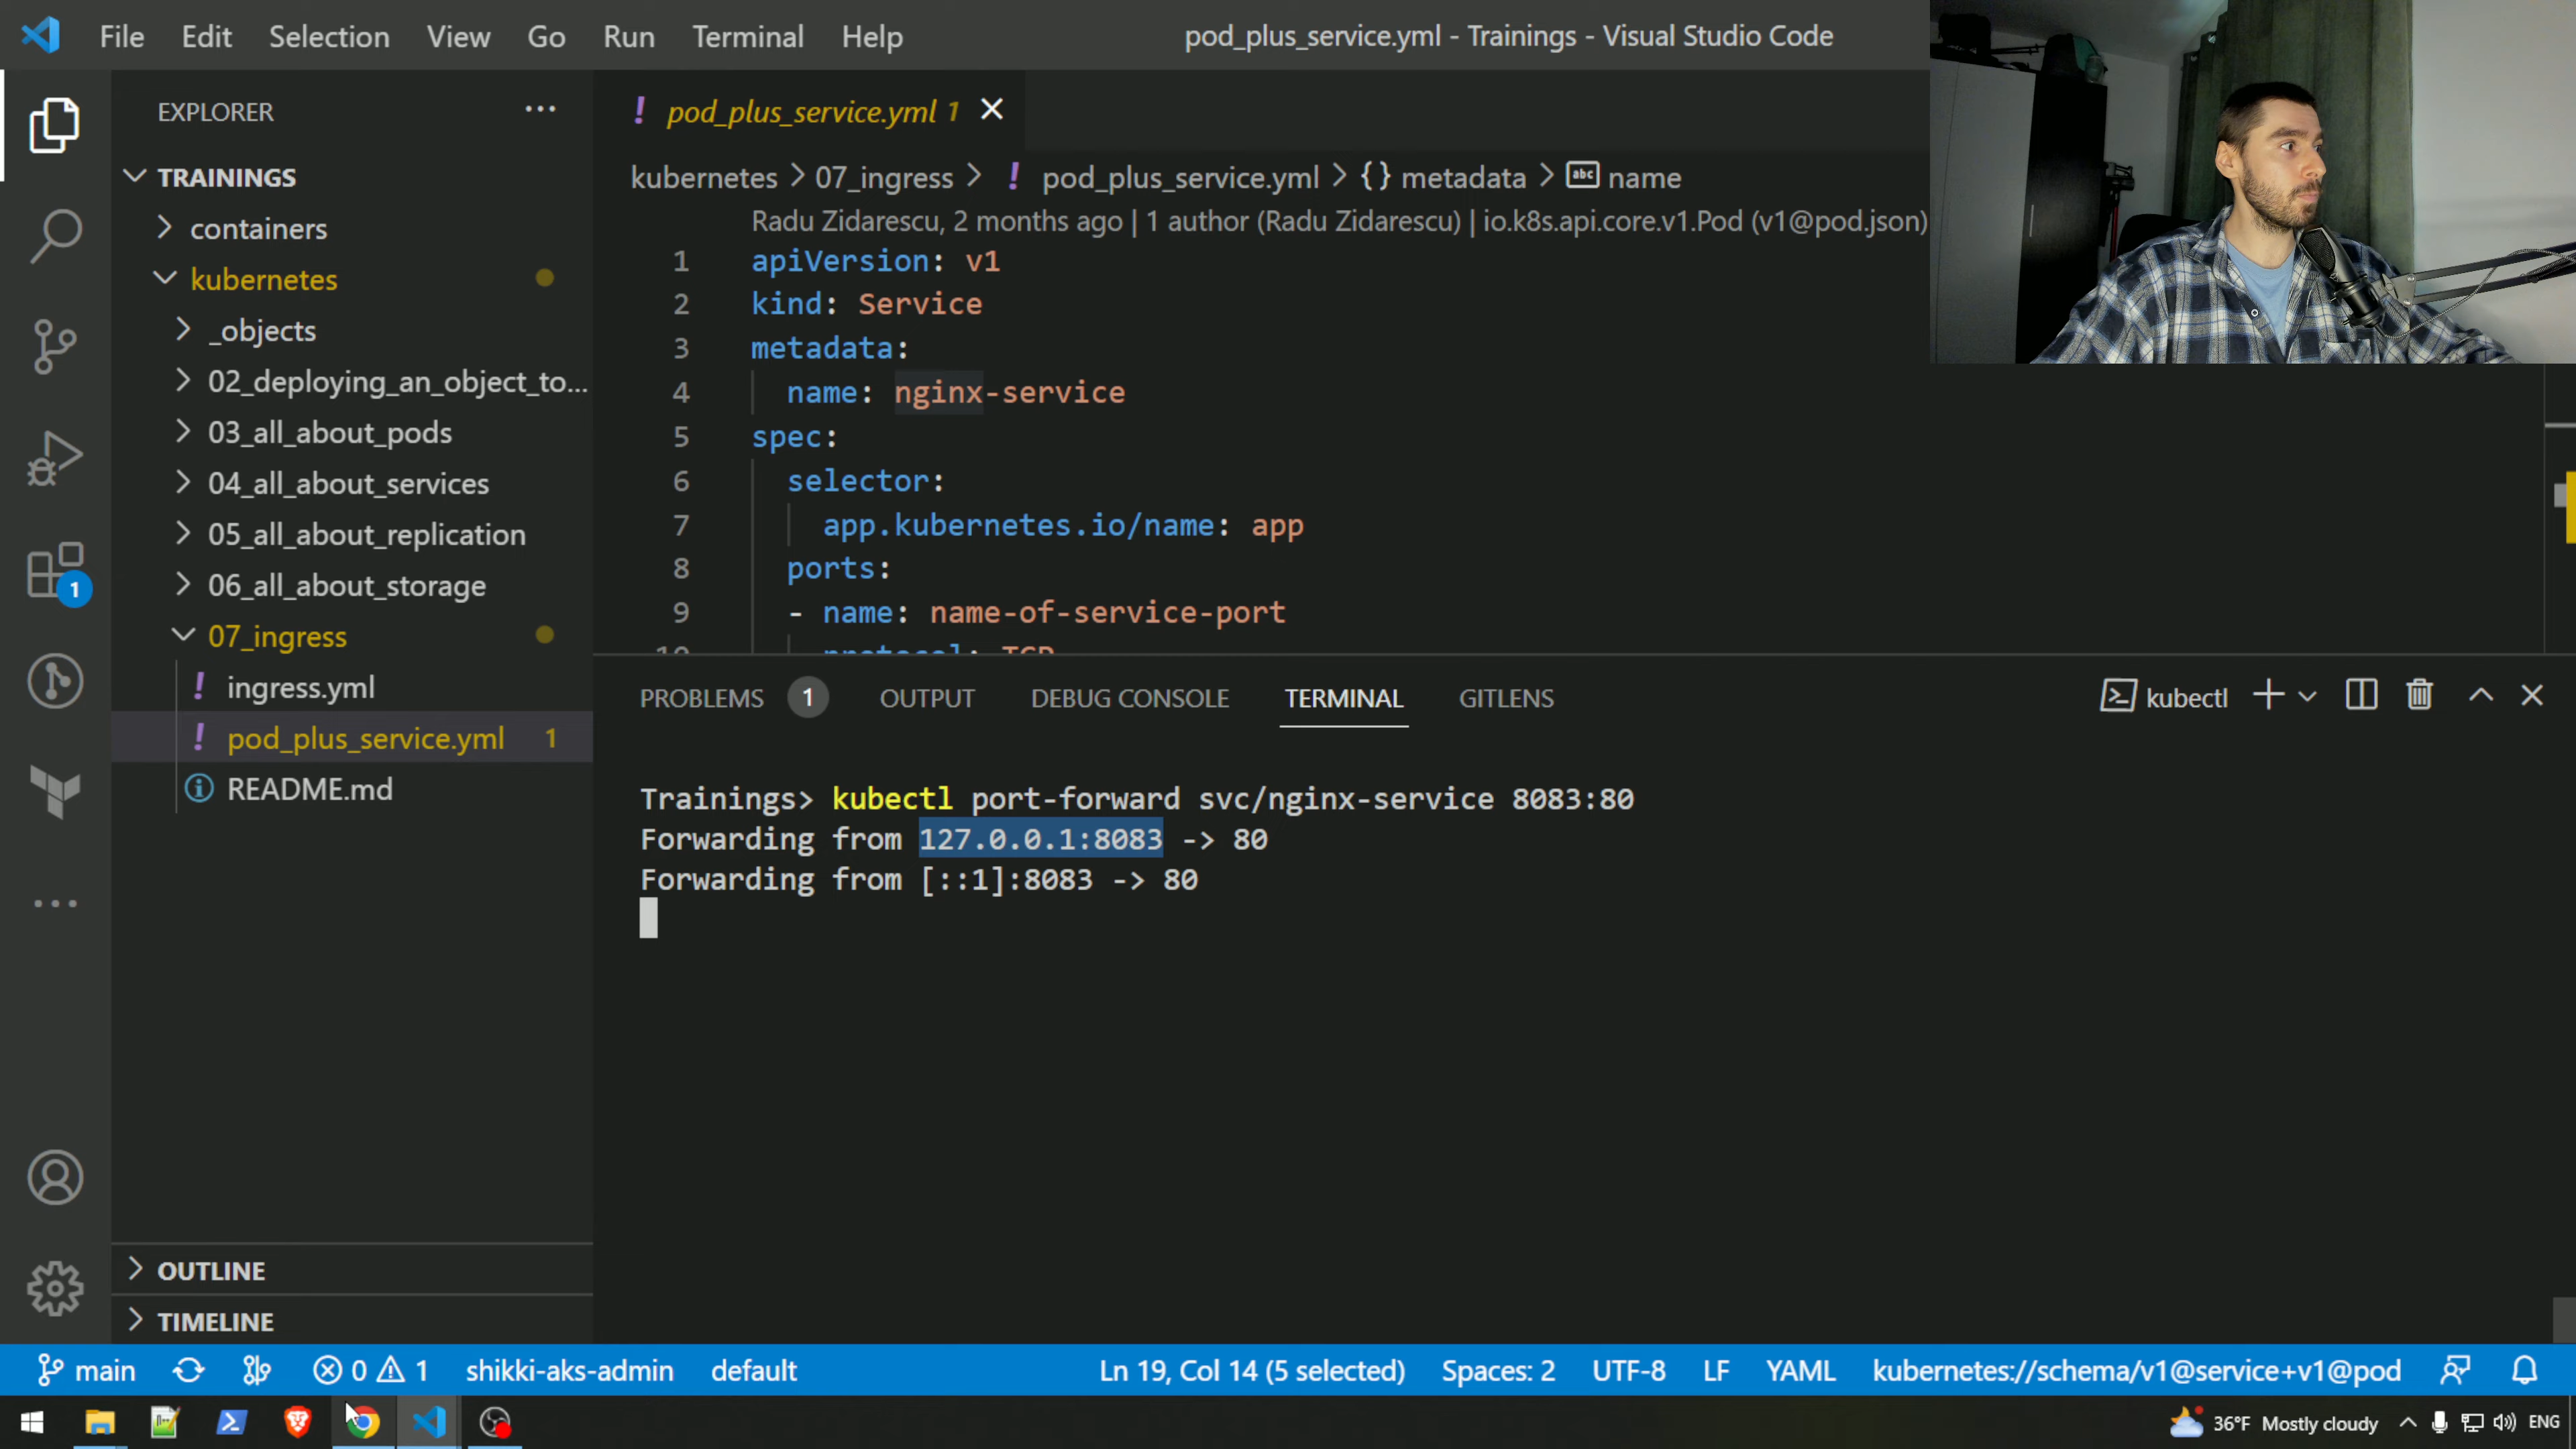 File Edit Selection View Go Run Terminal Help
pod_plus_service.yml - Trainings - Visual Studio Code
EXPLORER
TRAININGS
containers
kubernetes
_objects
02_deploying_an_object_to...
03_all_about_pods
04_all_about_services
05_all_about_replication
06_all_about_storage
07_ingress
! ingress.yml
! pod_plus_service.yml 1
README.md
OUTLINE
TIMELINE
1
! pod_plus_service.yml 1
kubernetes > 07_ingress > ! pod_plus_service.yml > {} metadata > abc name
Radu Zidarescu, 2 months ago | 1 author (Radu Zidarescu) | io.k8s.api.core.v1.Pod (v1@pod.json)
1 apiVersion: v1
2 kind: Service
3 metadata:
4 name: nginx-service
5 spec:
6 selector:
7 app.kubernetes.io/name: app
8 ports:
9 - name: name-of-service-port
10 protocol: TCP
PROBLEMS 1 OUTPUT DEBUG CONSOLE TERMINAL GITLENS
kubectl
Trainings> kubectl port-forward svc/nginx-service 8083:80
Forwarding from 127.0.0.1:8083 -> 80
Forwarding from [::1]:8083 -> 80
main 0 1 shikki-aks-admin default
Ln 19, Col 14 (5 selected) Spaces: 2 UTF-8 LF YAML kubernetes://schema/v1@service+v1@pod
36°F Mostly cloudy ENG